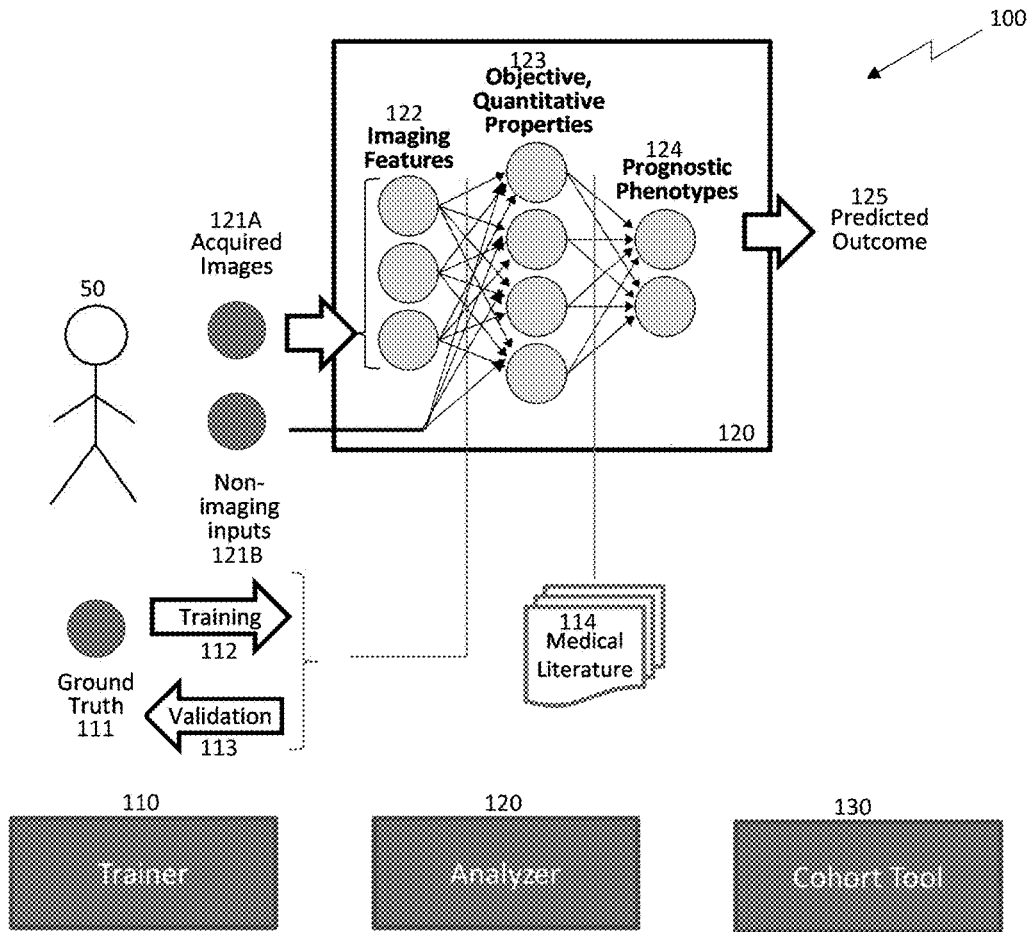 100
123
Objective,
Quantitative
Properties
122
Imaging
Features
124
Prognostic
Phenotypes
125
Predicted
Outcome
121A
Acquired
Images
50
120
Non-
imaging
inputs
121B
Training
112
Ground
Truth
111
Validation
113
114
Medical
Literature
110
Trainer
120
Analyzer
130
Cohort Tool